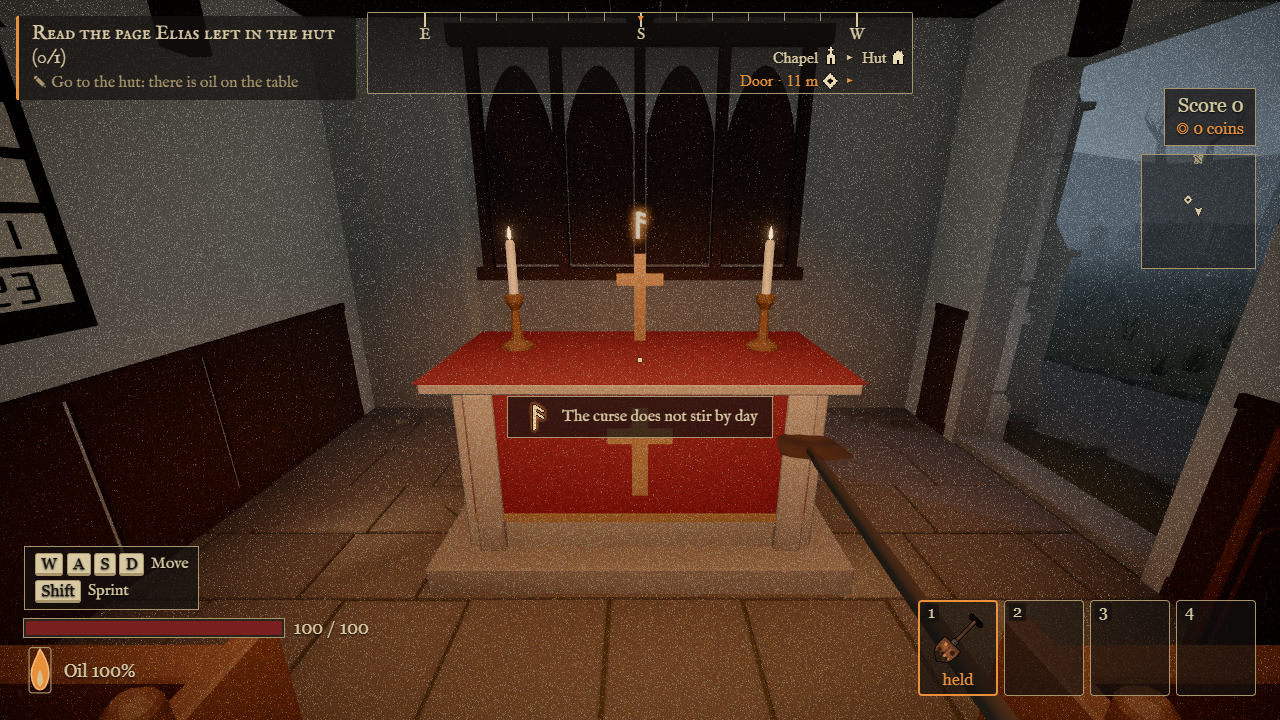 Read the page Elias left in the hut
(0/1)
Go to the hut: there is oil on the table
E S W
Chapel Hut
Door · 11 m
Score 0
0 coins
N
1
23
ᚨ
ᚨ The curse does not stir by day
W A S D Move
Shift Sprint
100 / 100
Oil 100%
1 2 3 4
held